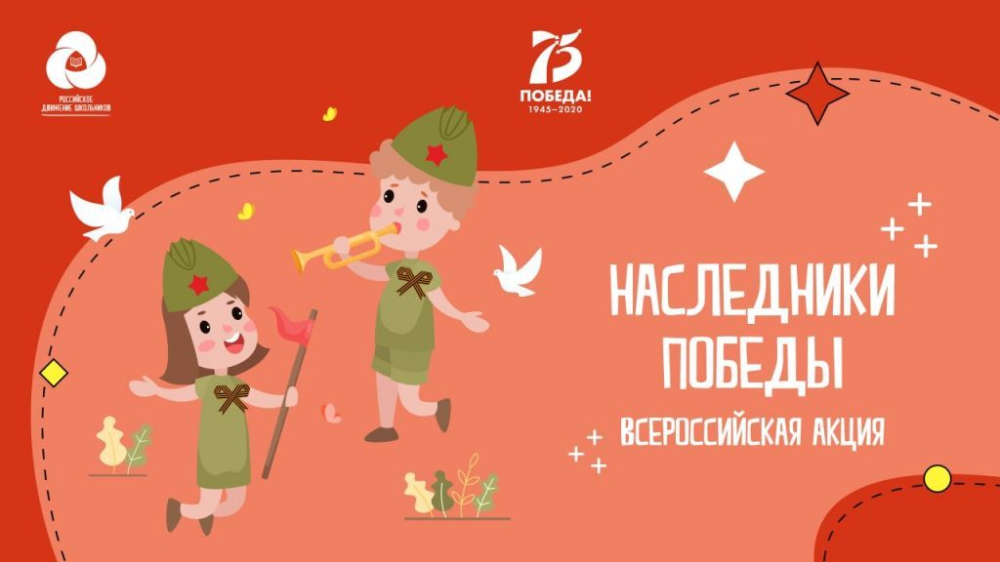 РОССИЙСКОЕ
ДВИЖЕНИЕ ШКОЛЬНИКОВ
75
ПОБЕДА!
1945–2020
НАСЛЕДНИКИ
ПОБЕДЫ
ВСЕРОССИЙСКАЯ АКЦИЯ